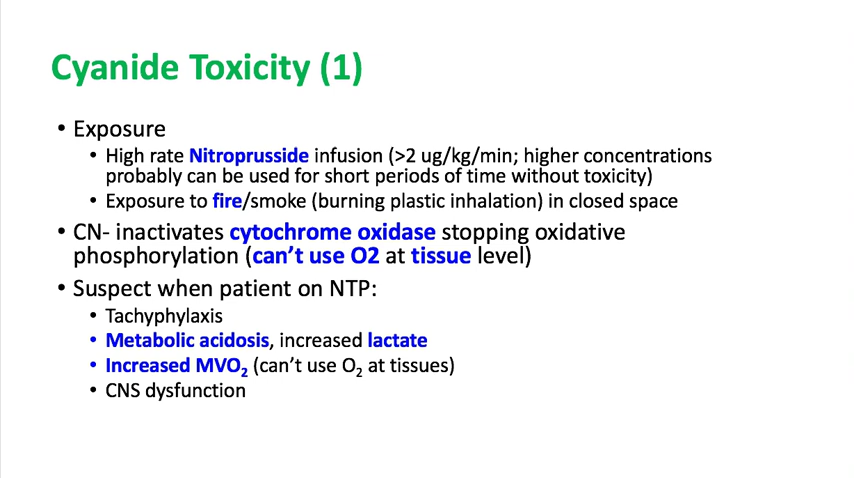 Cyanide Toxicity (1)
• Exposure
• High rate Nitroprusside infusion (>2 ug/kg/min; higher concentrations
probably can be used for short periods of time without toxicity)
• Exposure to fire/smoke (burning plastic inhalation) in closed space
• CN- inactivates cytochrome oxidase stopping oxidative
phosphorylation (can't use O2 at tissue level)
• Suspect when patient on NTP:
• Tachyphylaxis
• Metabolic acidosis, increased lactate
• Increased MVO₂ (can't use O₂ at tissues)
• CNS dysfunction